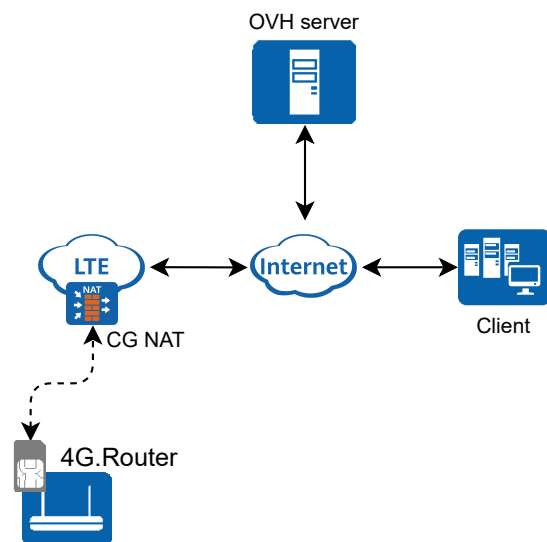 OVH server
LTE
Internet
NAT
CG NAT
Client
4G.Router